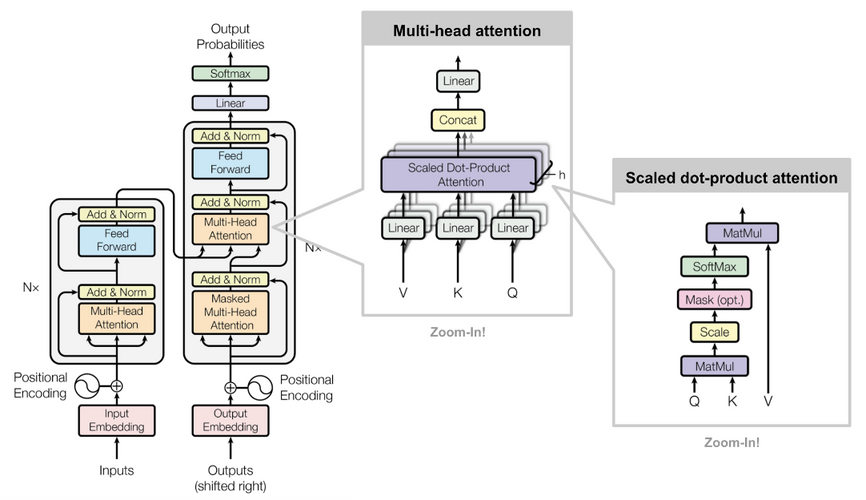 Output
Probabilities
Softmax
Linear
Add & Norm
Feed
Forward
Add & Norm
Multi-Head
Attention
Nx
Add & Norm
Masked
Multi-Head
Attention
Positional
Encoding
Output
Embedding
Outputs
(shifted right)
Add & Norm
Feed
Forward
Nx
Add & Norm
Multi-Head
Attention
Positional
Encoding
Input
Embedding
Inputs
Multi-head attention
Linear
Concat
Scaled Dot-Product
Attention
h
Linear
Linear
Linear
V
K
Q
Zoom-In!
Scaled dot-product attention
MatMul
SoftMax
Mask (opt.)
Scale
MatMul
Q
K
V
Zoom-In!